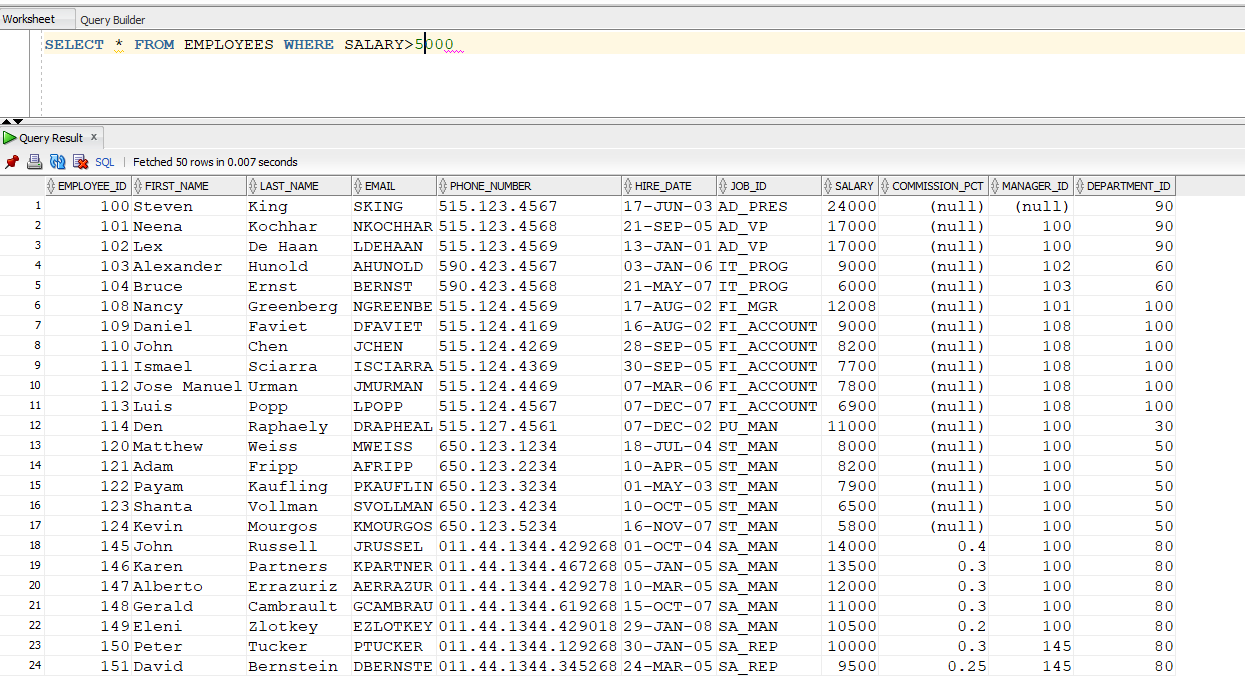 Worksheet Query Builder
SELECT * FROM EMPLOYEES WHERE SALARY>5000
Query Result x
SQL | Fetched 50 rows in 0.007 seconds
EMPLOYEE_ID FIRST_NAME LAST_NAME EMAIL PHONE_NUMBER HIRE_DATE JOB_ID SALARY COMMISSION_PCT MANAGER_ID DEPARTMENT_ID
1 100 Steven King SKING 515.123.4567 17-JUN-03 AD_PRES 24000 (null) (null) 90
2 101 Neena Kochhar NKOCHHAR 515.123.4568 21-SEP-05 AD_VP 17000 (null) 100 90
3 102 Lex De Haan LDEHAAN 515.123.4569 13-JAN-01 AD_VP 17000 (null) 100 90
4 103 Alexander Hunold AHUNOLD 590.423.4567 03-JAN-06 IT_PROG 9000 (null) 102 60
5 104 Bruce Ernst BERNST 590.423.4568 21-MAY-07 IT_PROG 6000 (null) 103 60
6 108 Nancy Greenberg NGREENBE 515.124.4569 17-AUG-02 FI_MGR 12008 (null) 101 100
7 109 Daniel Faviet DFAVIET 515.124.4169 16-AUG-02 FI_ACCOUNT 9000 (null) 108 100
8 110 John Chen JCHEN 515.124.4269 28-SEP-05 FI_ACCOUNT 8200 (null) 108 100
9 111 Ismael Sciarra ISCIARRA 515.124.4369 30-SEP-05 FI_ACCOUNT 7700 (null) 108 100
10 112 Jose Manuel Urman JMURMAN 515.124.4469 07-MAR-06 FI_ACCOUNT 7800 (null) 108 100
11 113 Luis Popp LPOPP 515.124.4567 07-DEC-07 FI_ACCOUNT 6900 (null) 108 100
12 114 Den Raphaely DRAPHEAL 515.127.4561 07-DEC-02 PU_MAN 11000 (null) 100 30
13 120 Matthew Weiss MWEISS 650.123.1234 18-JUL-04 ST_MAN 8000 (null) 100 50
14 121 Adam Fripp AFRIPP 650.123.2234 10-APR-05 ST_MAN 8200 (null) 100 50
15 122 Payam Kaufling PKAUFLIN 650.123.3234 01-MAY-03 ST_MAN 7900 (null) 100 50
16 123 Shanta Vollman SVOLLMAN 650.123.4234 10-OCT-05 ST_MAN 6500 (null) 100 50
17 124 Kevin Mourgos KMOURGOS 650.123.5234 16-NOV-07 ST_MAN 5800 (null) 100 50
18 145 John Russell JRUSSEL 011.44.1344.429268 01-OCT-04 SA_MAN 14000 0.4 100 80
19 146 Karen Partners KPARTNER 011.44.1344.467268 05-JAN-05 SA_MAN 13500 0.3 100 80
20 147 Alberto Errazuriz AERRAZUR 011.44.1344.429278 10-MAR-05 SA_MAN 12000 0.3 100 80
21 148 Gerald Cambrault GCAMBRAU 011.44.1344.619268 15-OCT-07 SA_MAN 11000 0.3 100 80
22 149 Eleni Zlotkey EZLOTKEY 011.44.1344.429018 29-JAN-08 SA_MAN 10500 0.2 100 80
23 150 Peter Tucker PTUCKER 011.44.1344.129268 30-JAN-05 SA_REP 10000 0.3 145 80
24 151 David Bernstein DBERNSTE 011.44.1344.345268 24-MAR-05 SA_REP 9500 0.25 145 80